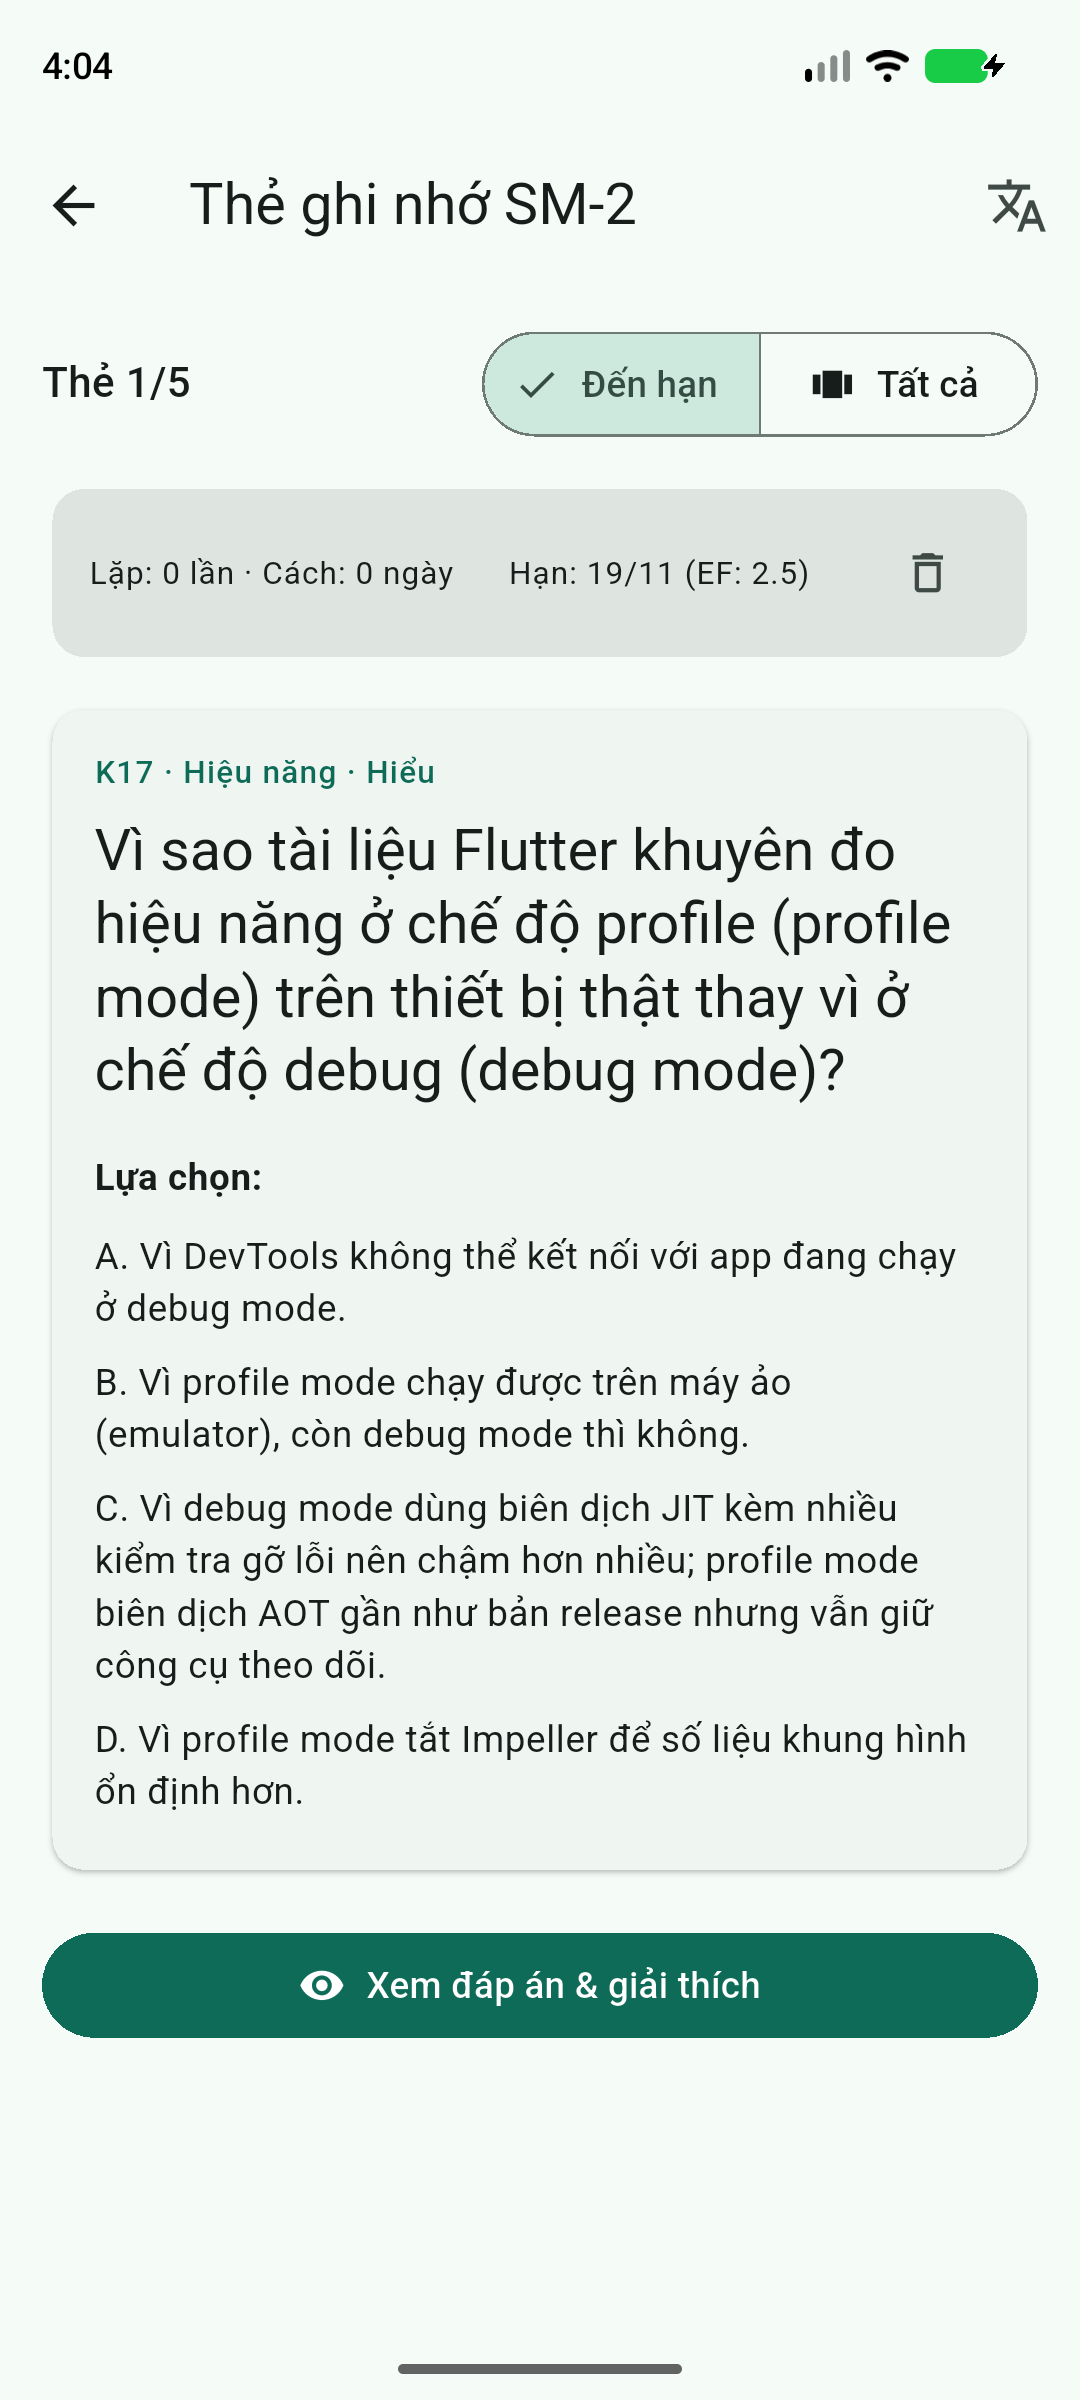 4:04
Thẻ ghi nhớ SM-2
Thẻ 1/5
Đến hạn
Tất cả
Lặp: 0 lần · Cách: 0 ngày
Hạn: 19/11 (EF: 2.5)
K17 · Hiệu năng · Hiểu
Vì sao tài liệu Flutter khuyên đo
hiệu năng ở chế độ profile (profile
mode) trên thiết bị thật thay vì ở
chế độ debug (debug mode)?
Lựa chọn:
A. Vì DevTools không thể kết nối với app đang chạy
ở debug mode.
B. Vì profile mode chạy được trên máy ảo
(emulator), còn debug mode thì không.
C. Vì debug mode dùng biên dịch JIT kèm nhiều
kiểm tra gỡ lỗi nên chậm hơn nhiều; profile mode
biên dịch AOT gần như bản release nhưng vẫn giữ
công cụ theo dõi.
D. Vì profile mode tắt Impeller để số liệu khung hình
ổn định hơn.
Xem đáp án & giải thích